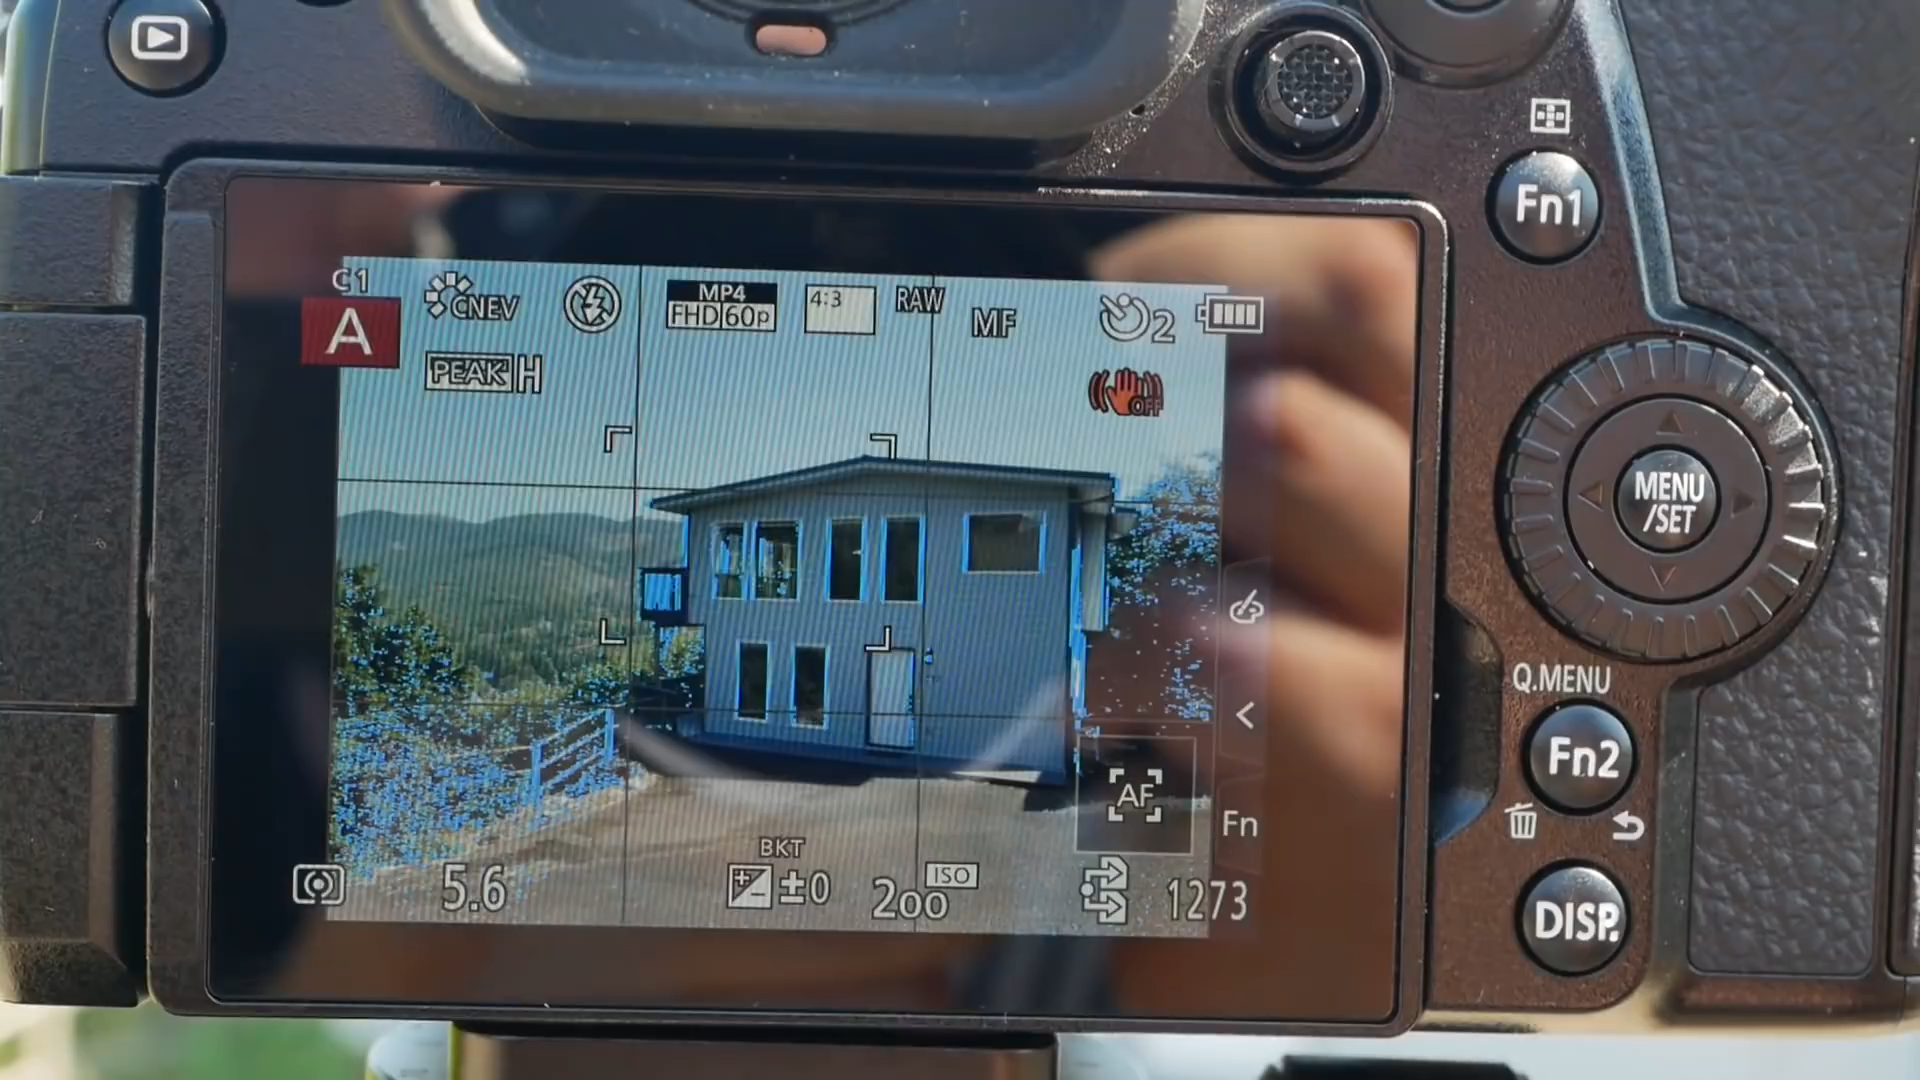 C1
A
CNEV
MP4
FHD 60p
4:3
RAW
MF
2
PEAK H
OFF
AF
Fn
5.6
BKT
±0
200
ISO
1273
Fn1
MENU
/SET
Q.MENU
Fn2
DISP.